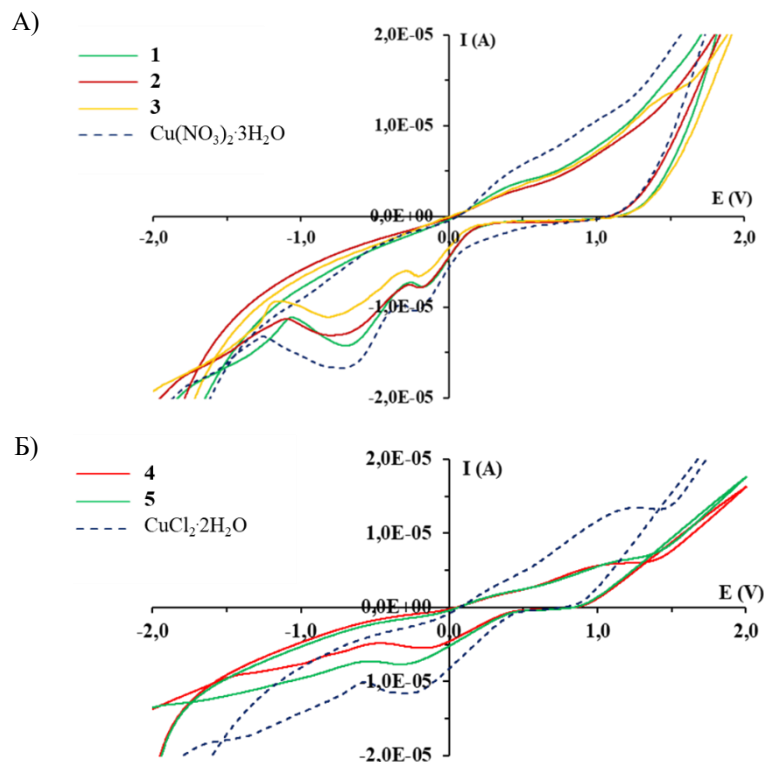 А)
1
2
3
Cu(NO₃)₂·3H₂O
I (A)
2,0E-05
1,0E-05
E (V)
0,0E+00
-2,0
-1,0
0,0
1,0
2,0
-1,0E-05
-2,0E-05
Б)
4
5
CuCl₂·2H₂O
I (A)
2,0E-05
1,0E-05
E (V)
0,0E+00
-2,0
-1,0
0,0
1,0
2,0
-1,0E-05
-2,0E-05